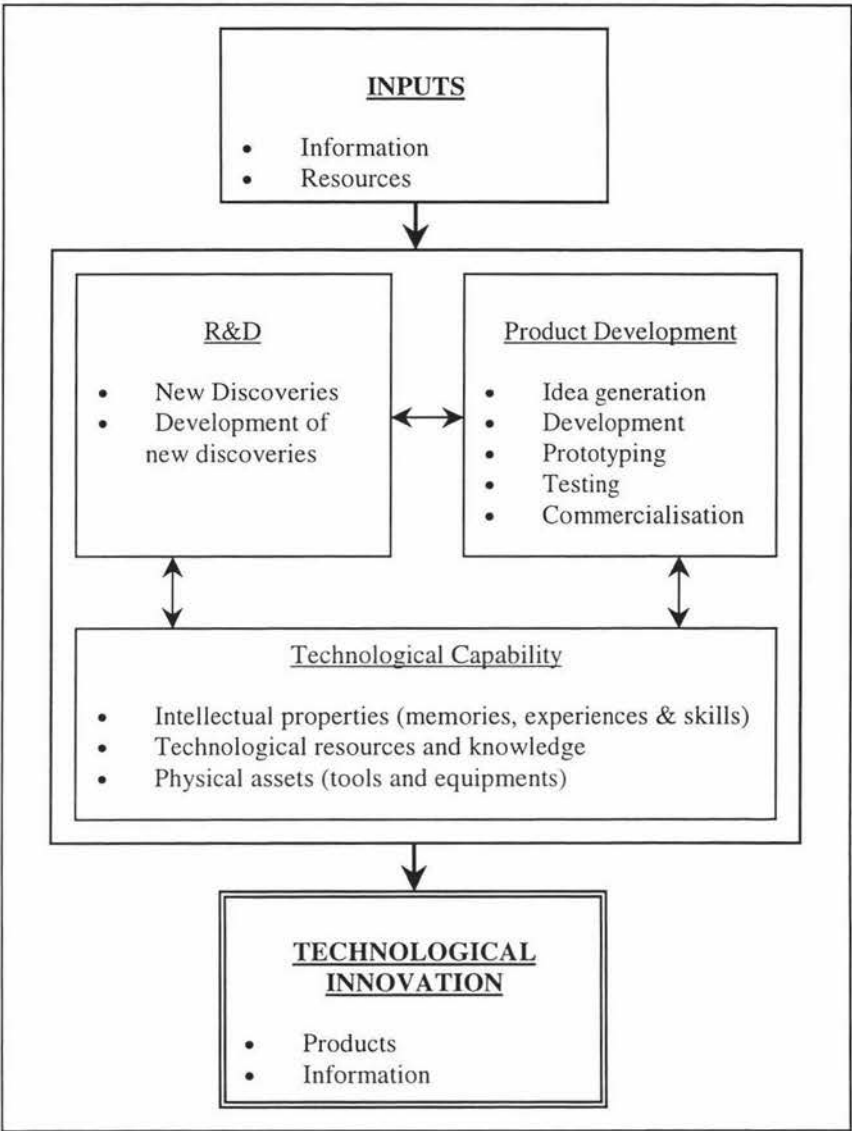 INPUTS
• Information
• Resources
R&D
• New Discoveries
• Development of
new discoveries
Product Development
• Idea generation
• Development
• Prototyping
• Testing
• Commercialisation
Technological Capability
• Intellectual properties (memories, experiences & skills)
• Technological resources and knowledge
• Physical assets (tools and equipments)
TECHNOLOGICAL
INNOVATION
• Products
• Information